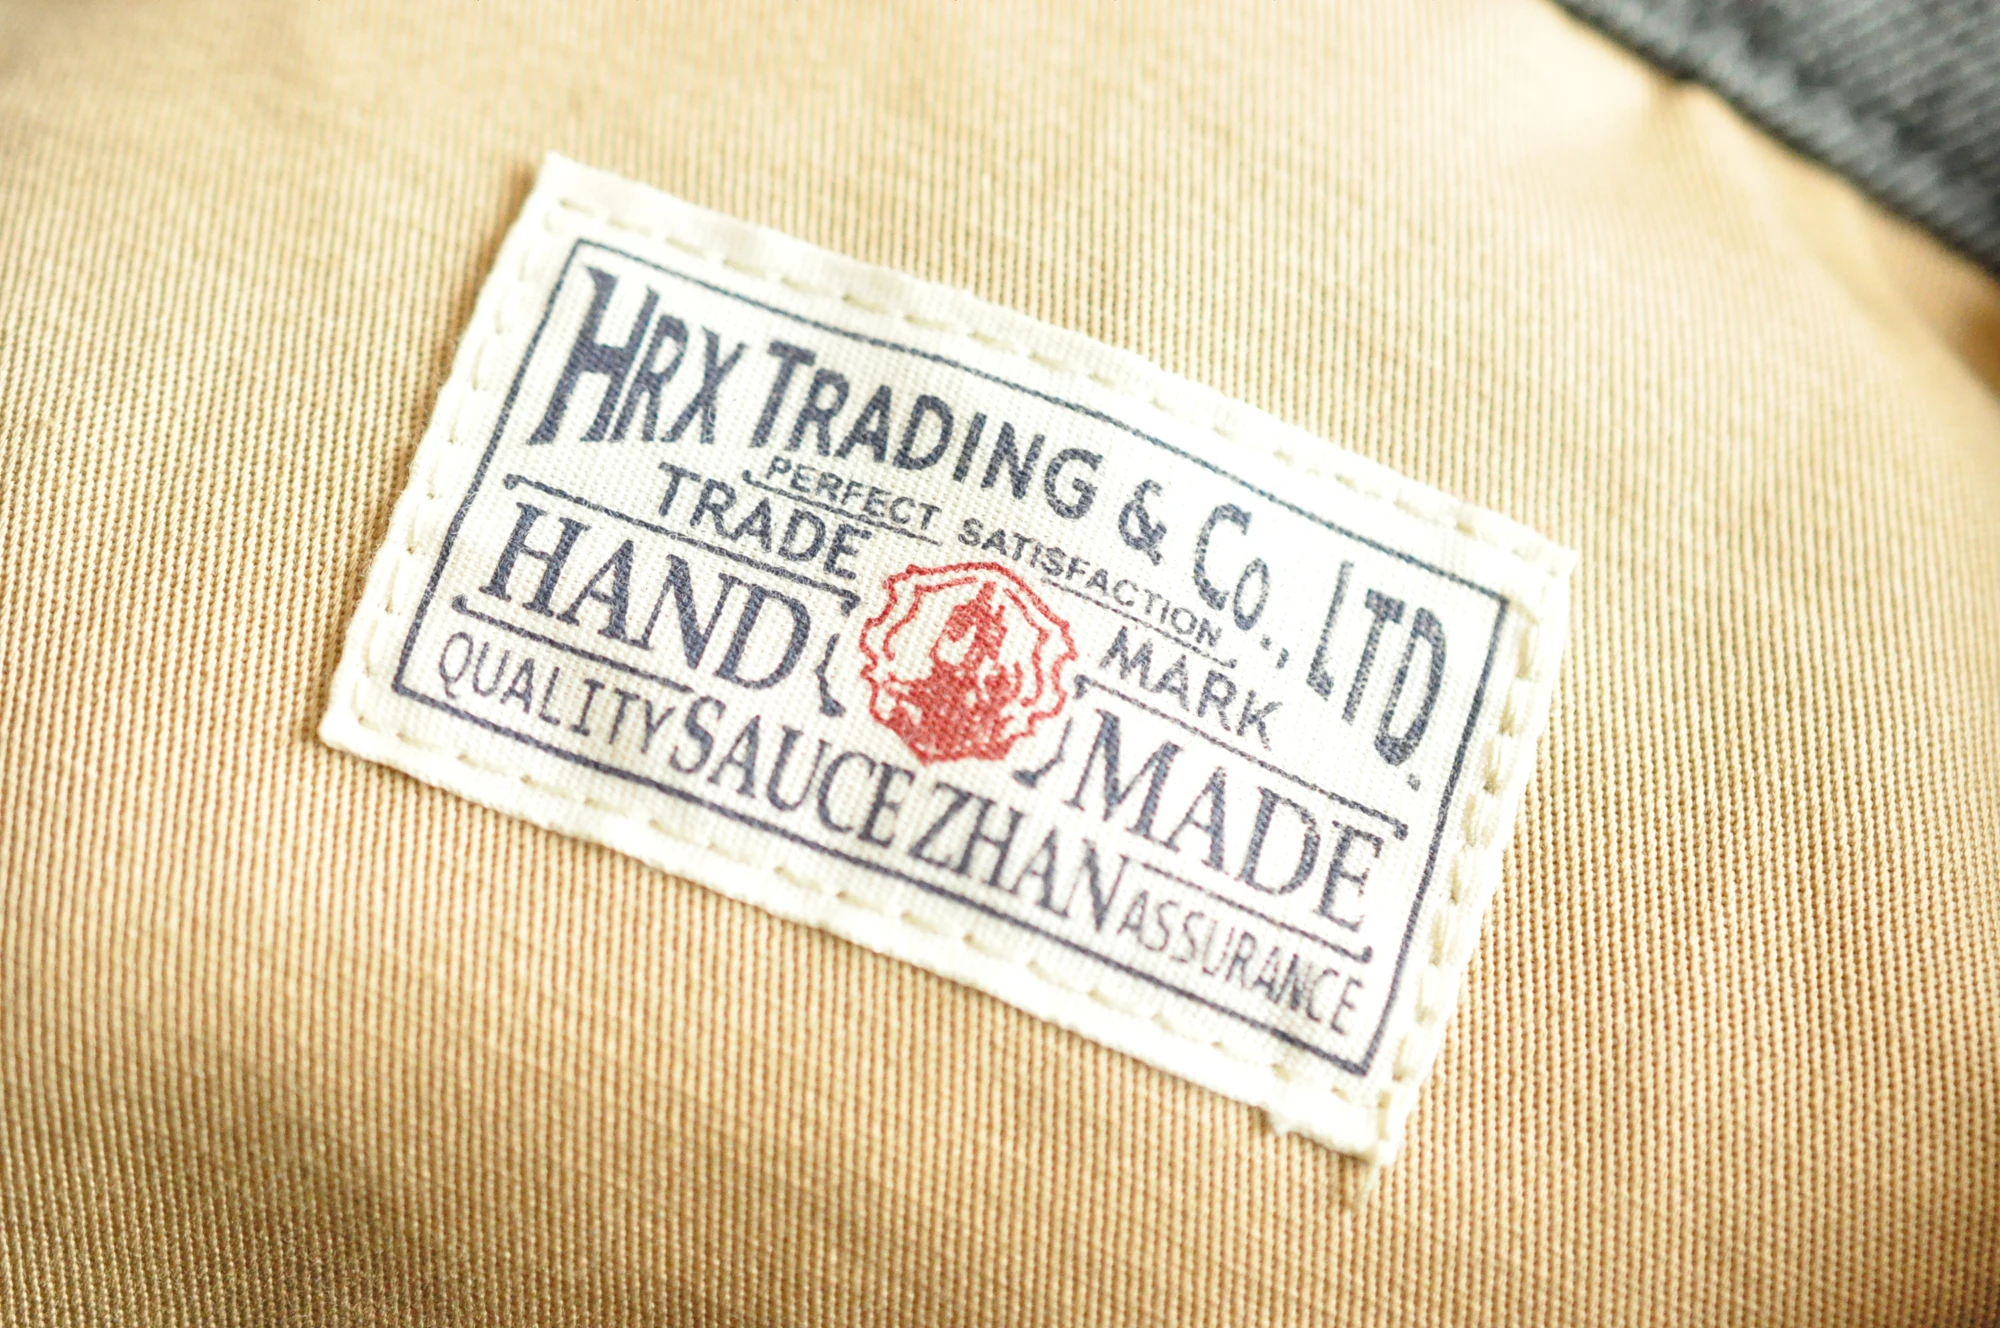 HRX TRADING & CO., LTD.
PERFECT SATISFACTION
TRADE MARK
HAND MADE
QUALITY SAUCE ZHAN ASSURANCE